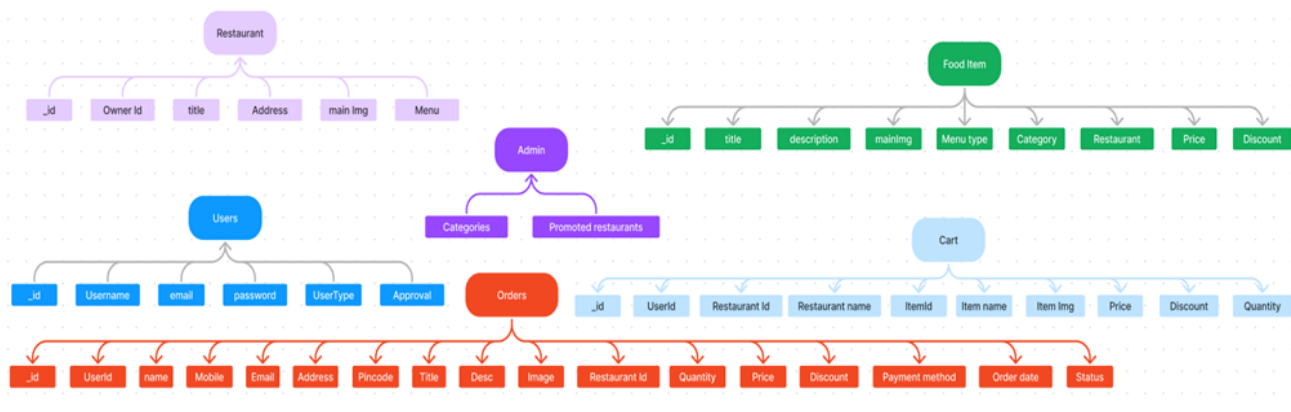 Restaurant
_id Owner Id title Address main Img Menu
Food Item
_id title description mainImg Menu type Category Restaurant Price Discount
Admin
Categories Promoted restaurants
Users
_id Username email password UserType Approval
Cart
_id UserId Restaurant Id Restaurant name ItemId Item name Item Img Price Discount Quantity
Orders
_id UserId name Mobile Email Address Pincode Title Desc Image Restaurant Id Quantity Price Discount Payment method Order date Status